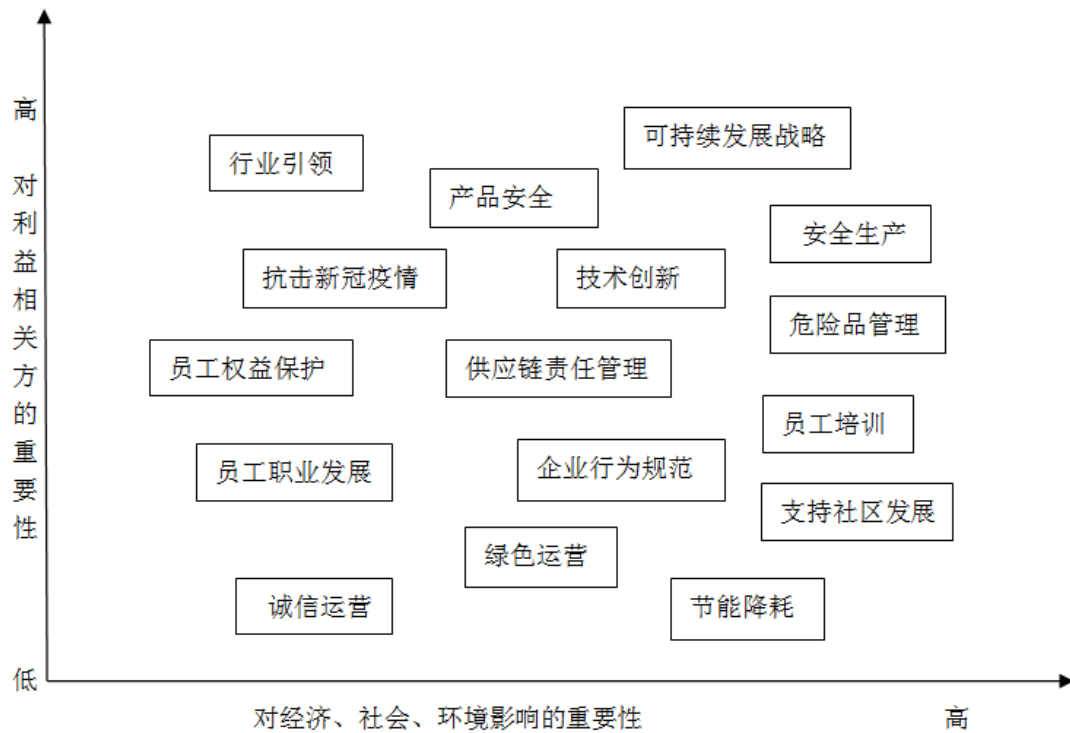 高
对利益相关方的重要性
低
可持续发展战略
行业引领
产品安全
安全生产
抗击新冠疫情
技术创新
危险品管理
员工权益保护
供应链责任管理
员工培训
员工职业发展
企业行为规范
支持社区发展
绿色运营
诚信运营
节能降耗
对经济、社会、环境影响的重要性
高